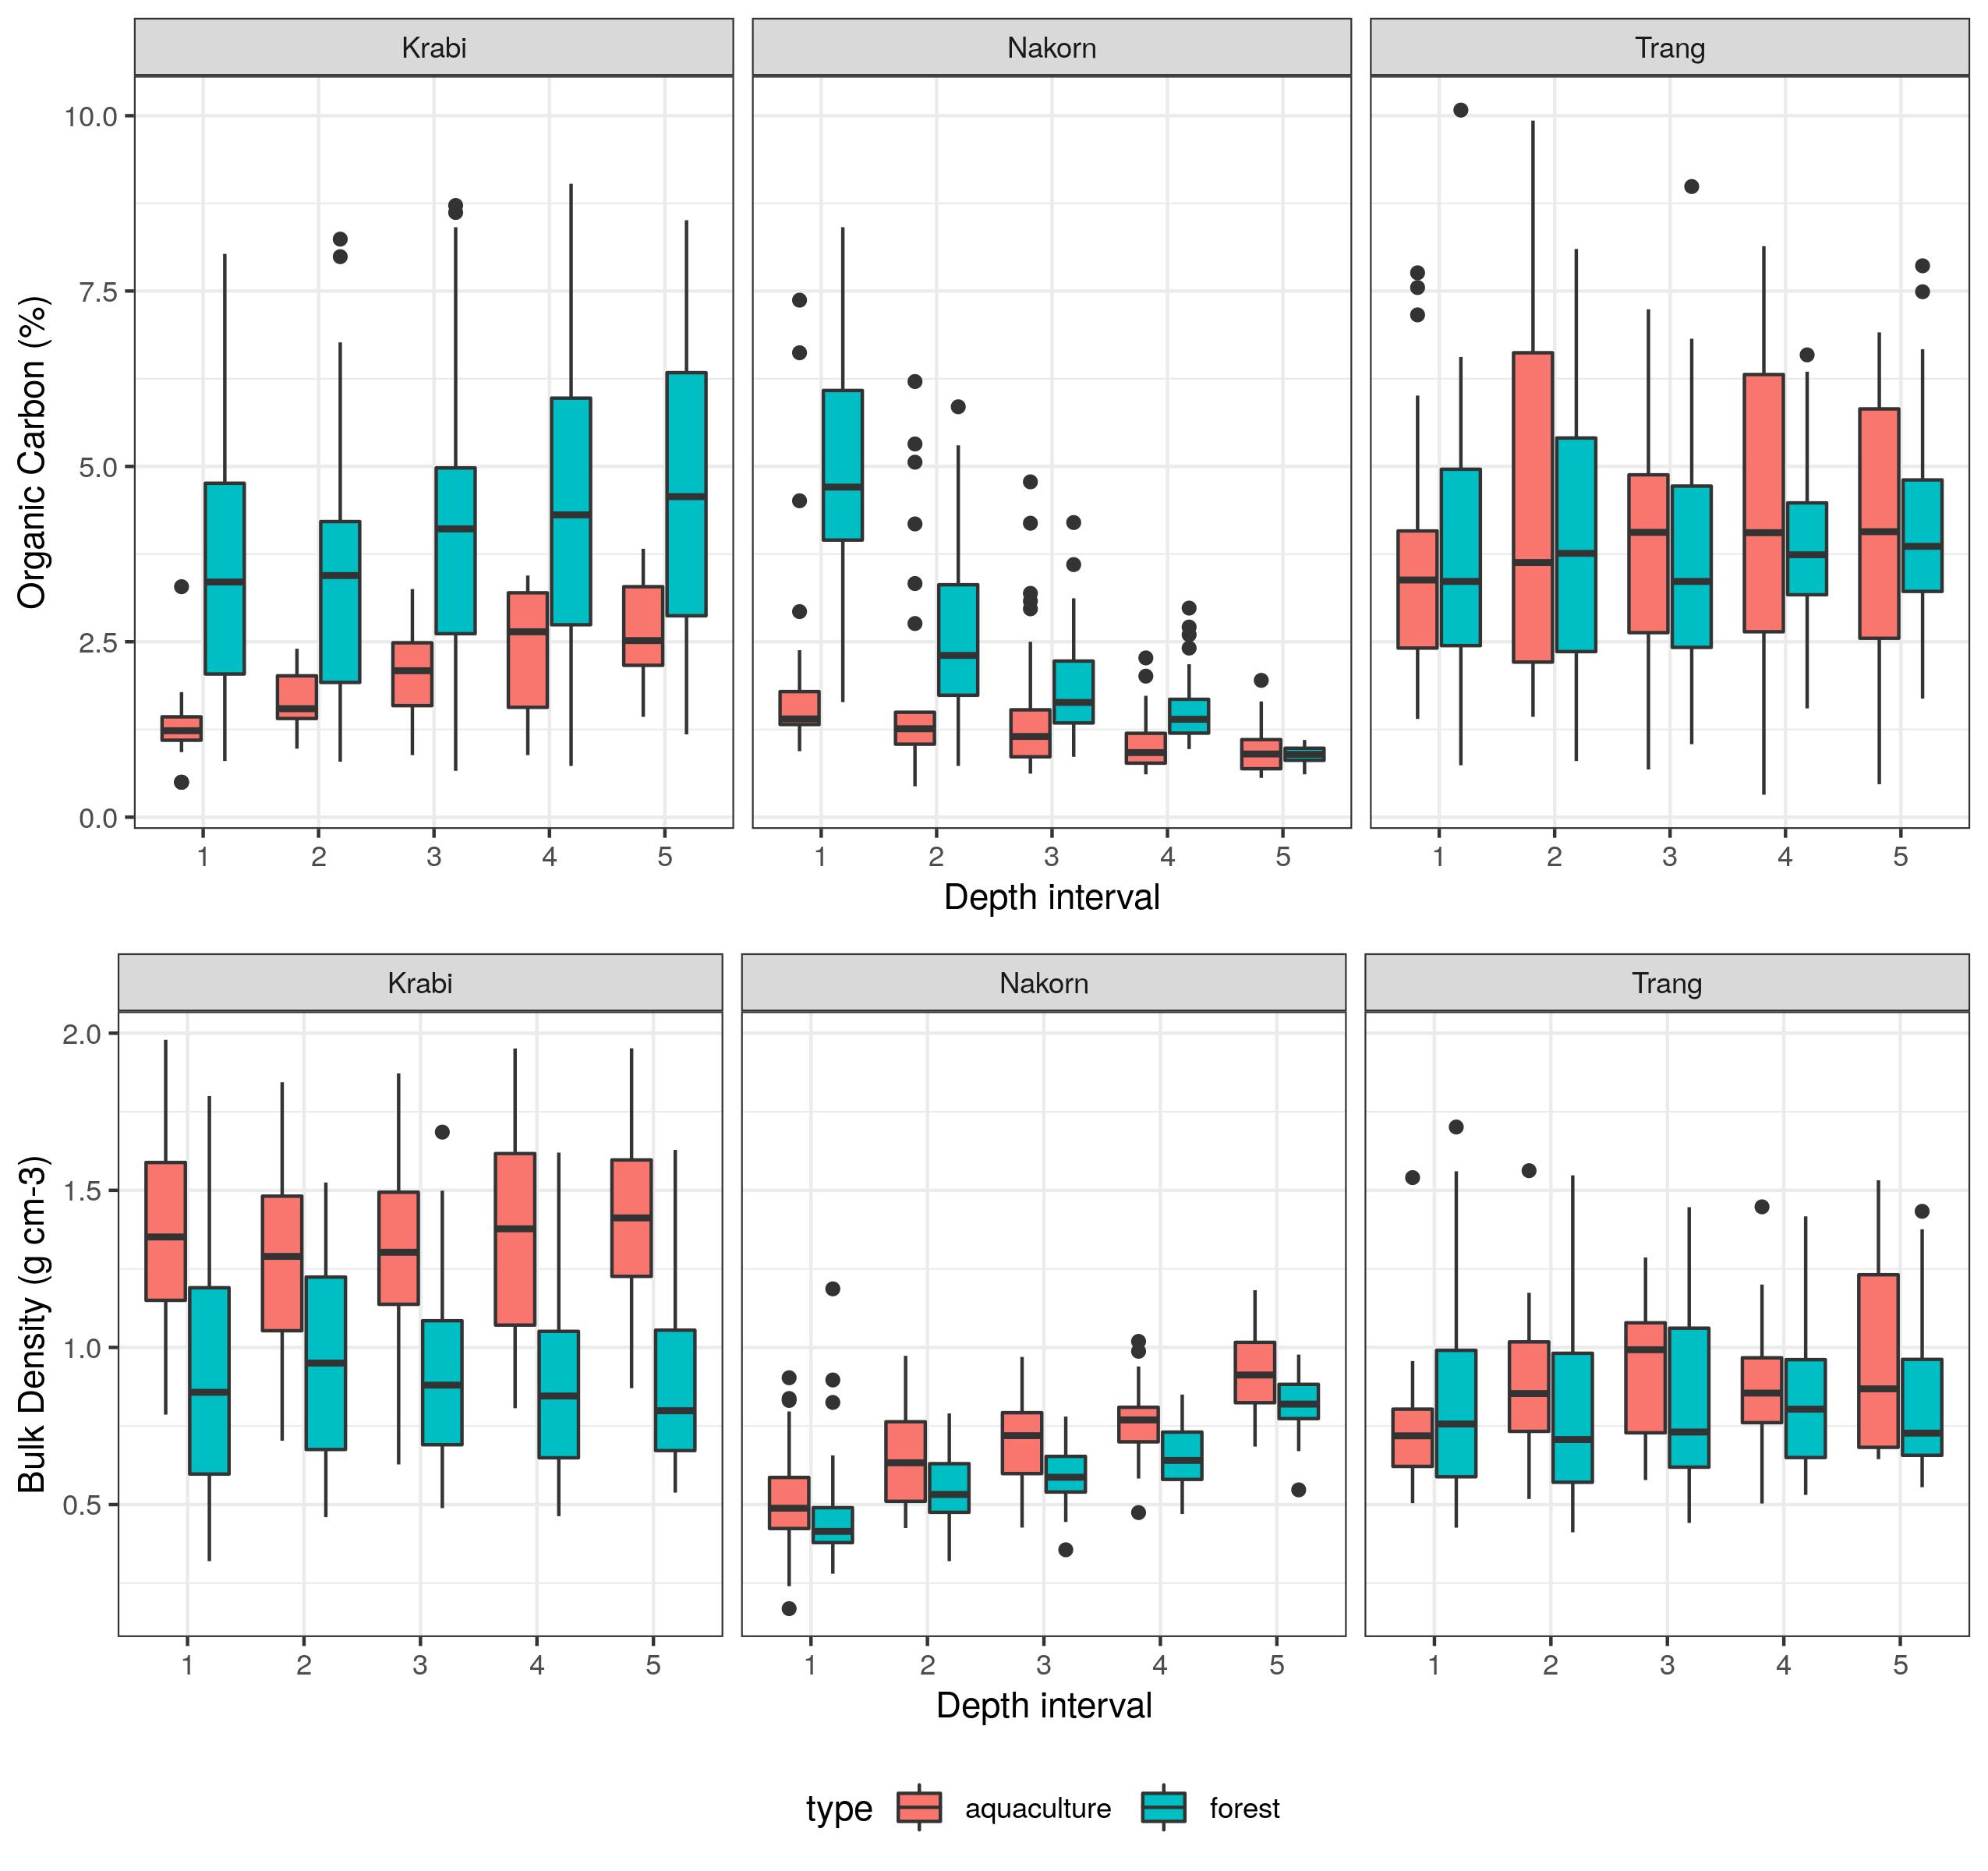 Krabi Nakorn Trang
10.0
7.5
5.0
2.5
0.0
Organic Carbon (%)
1 2 3 4 5 1 2 3 4 5 1 2 3 4 5
Depth interval
Krabi Nakorn Trang
2.0
1.5
1.0
0.5
Bulk Density (g cm-3)
1 2 3 4 5 1 2 3 4 5 1 2 3 4 5
Depth interval
type aquaculture forest